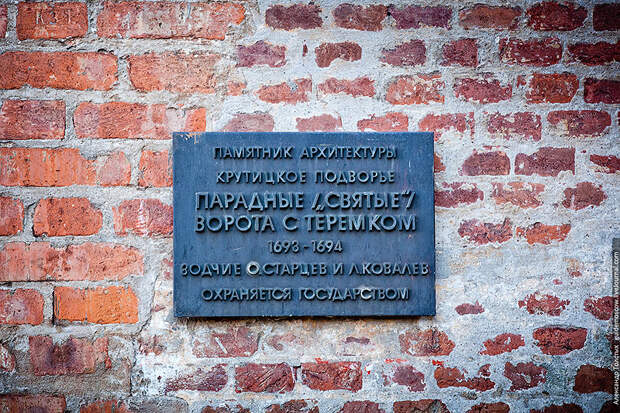 ПАМЯТНИК АРХИТЕКТУРЫ
КРУТИЦКОЕ ПОДВОРЬЕ
ПАРАДНЫЕ /„СВЯТЫЕ"/
ВОРОТА С ТЕРЕМКОМ
1693-1694
ЗОДЧИЕ О.СТАРЦЕВ И Л.КОВАЛЕВ
ОХРАНЯЕТСЯ ГОСУДАРСТВОМ